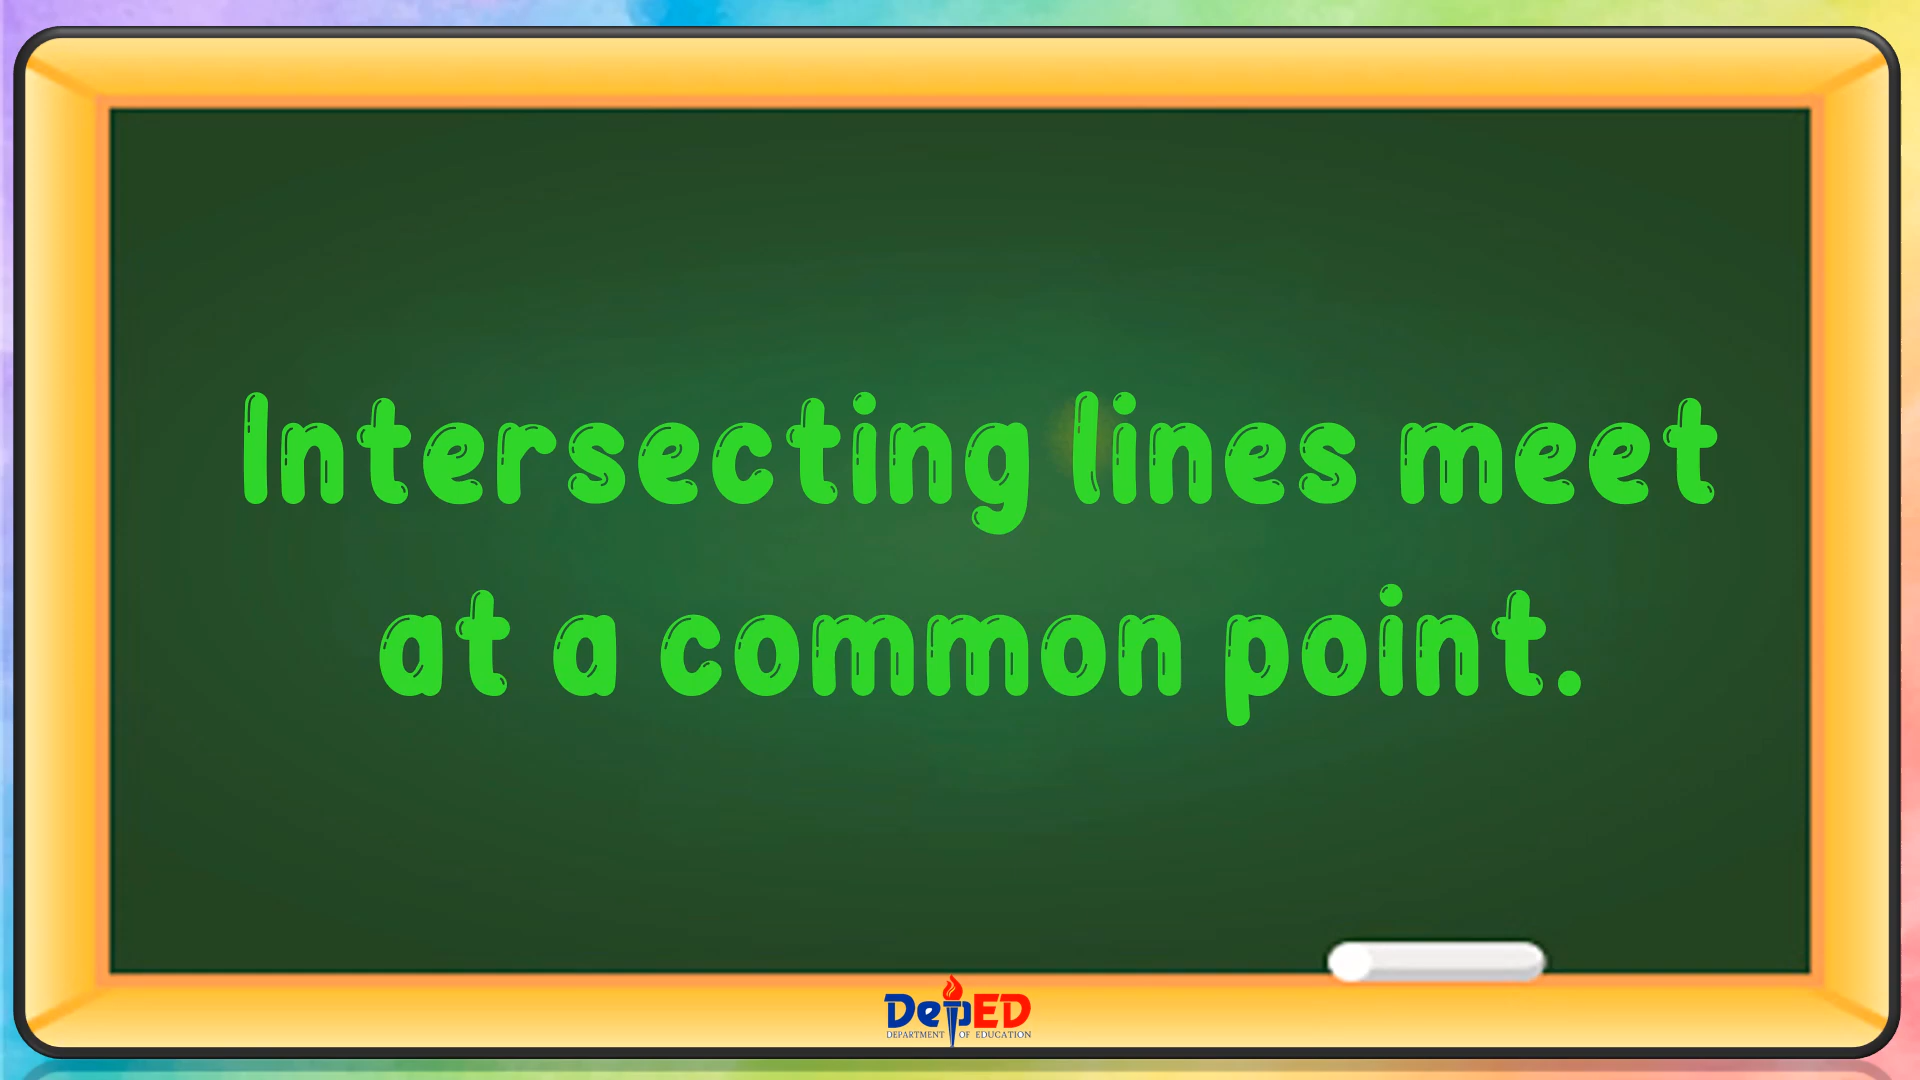 Intersecting lines meet
at a common point.
DepED
DEPARTMENT OF EDUCATION